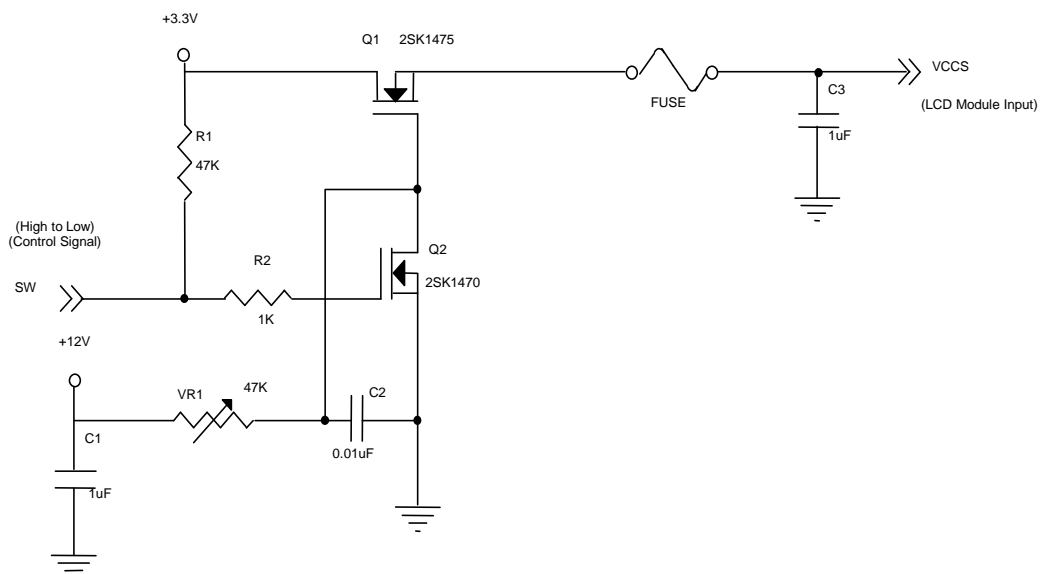 +3.3V
Q1 2SK1475
VCCS
FUSE
C3
(LCD Module Input)
R1
1uF
47K
(High to Low)
(Control Signal)
Q2
R2
SW
2SK1470
1K
+12V
VR1
47K
C2
C1
0.01uF
1uF